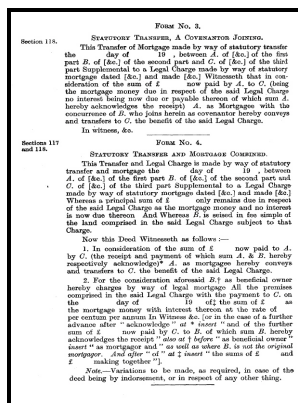 FORM NO. 3.
Section 118.
STATUTORY TRANSFER, A COVENANTOR JOINING.
This Transfer of Mortgage made by way of statutory transfer
the day of 19 , between A. of [&c.] of the first
part B. of [&c.] of the second part and C. of [&c.] of the
third part Supplemental to a Legal Charge made by way of statutory
mortgage dated [&c.] and made [&c.] Witnesseth that in con-
sideration of the sum of £ now paid by A. to C. being
the mortgage money due in respect of the said Legal Charge
no interest being now due or payable thereon of which sum A.
hereby acknowledges the receipt) A. as Mortgagee with the
concurrence of B. who joins herein as covenantor hereby conveys
and transfers to C. the benefit of the said Legal Charge.
In witness, &c.
FORM NO. 4.
Sections 117
and 118.
STATUTORY TRANSFER AND MORTGAGE COMBINED.
This Transfer and Legal Charge is made by way of statutory
transfer and mortgage the day of 19 , between
A. of [&c.] of the first part B. of [&c.] of the second part and
C. of [&c.] of the third part Supplemental to a Legal Charge
made by way of statutory mortgage dated [&c.] and made [&c.]
Whereas a principal sum of £ only remains due in respect
of the said Legal Charge as the mortgage money and no interest
is now due thereon And Whereas B. is seised in fee simple of
the land comprised in the said Legal Charge subject to that
Charge.
Now this Deed Witnesseth as follows :—
1. In consideration of the sum of £ now paid to A.
by C. (the receipt and payment of which sum A. & B. hereby
respectively acknowledge)* A. as mortgagee hereby conveys
and transfers to C. the benefit of the said Legal Charge.
2. For the consideration aforesaid B.† as beneficial owner
hereby charges by way of legal mortgage All the premises
comprised in the said Legal Charge with the payment to C. on
the day of 19 of‡ the sum of £ as
the mortgage money with interest thereon at the rate of
per centum per annum In Witness &c. [or in the case of a further
advance after "acknowledge" at * insert "and of the further
sum of £ now paid by C. to B. of which sum B. hereby
acknowledges the receipt" also at † before "as beneficial owner"
insert "as mortgagor and" as well as where B. is not the original
mortgagor. And after "of" at ‡ insert "the sums of £ and
£ making together"].
Note.—Variations to be made, as required, in case of the
deed being by indorsement, or in respect of any other thing.